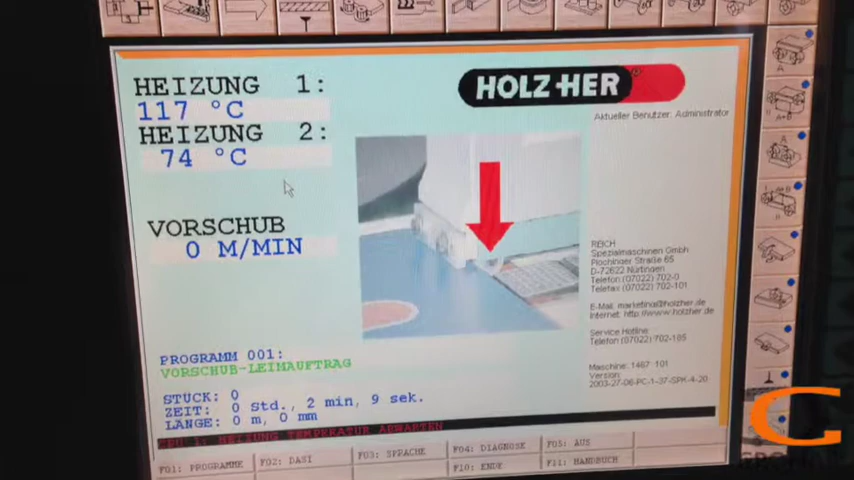 HEIZUNG 1:
117 °C
HEIZUNG 2:
74 °C
VORSCHUB
0 M/MIN
HOLZ-HER
Aktueller Benutzer: Administrator
REICH
Spezialmaschinen GmbH
Plochinger Straße 65
D-72622 Nürtingen
Telefon (07022) 702-0
Telefax (07022) 702-101
E-Mail: marketing@holzher.de
Internet: http://www.holzher.de
Service Hotline:
Telefon (07022) 702-185
Maschine: 1467 101
Version:
2003-27-06-PC-1-37-SPK-4-20
PROGRAMM 001:
VORSCHUB-LEIMAUFTRAG
STÜCK: 0
ZEIT: 0 Std., 2 min, 9 sek.
LÄNGE: 0 m, 0 mm
HEIZUNG TEMPERATUR ABWARTEN
F01: PROGRAMME
F02: DASI
F03: SPRACHE
F04: DIAGNOSE
F05: AUS
F10: ENDE
F11: HANDBUCH